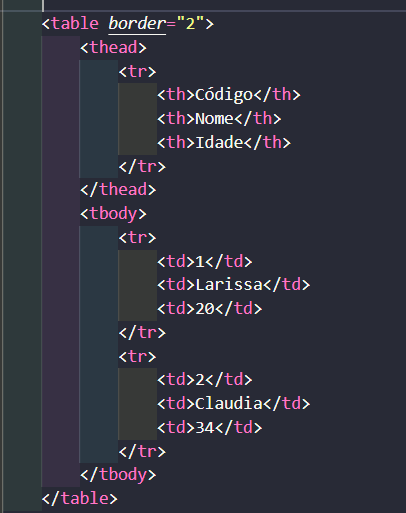 <table border="2">
<thead>
<tr>
<th>Código</th>
<th>Nome</th>
<th>Idade</th>
</tr>
</thead>
<tbody>
<tr>
<td>1</td>
<td>Larissa</td>
<td>20</td>
</tr>
<tr>
<td>2</td>
<td>Claudia</td>
<td>34</td>
</tr>
</tbody>
</table>